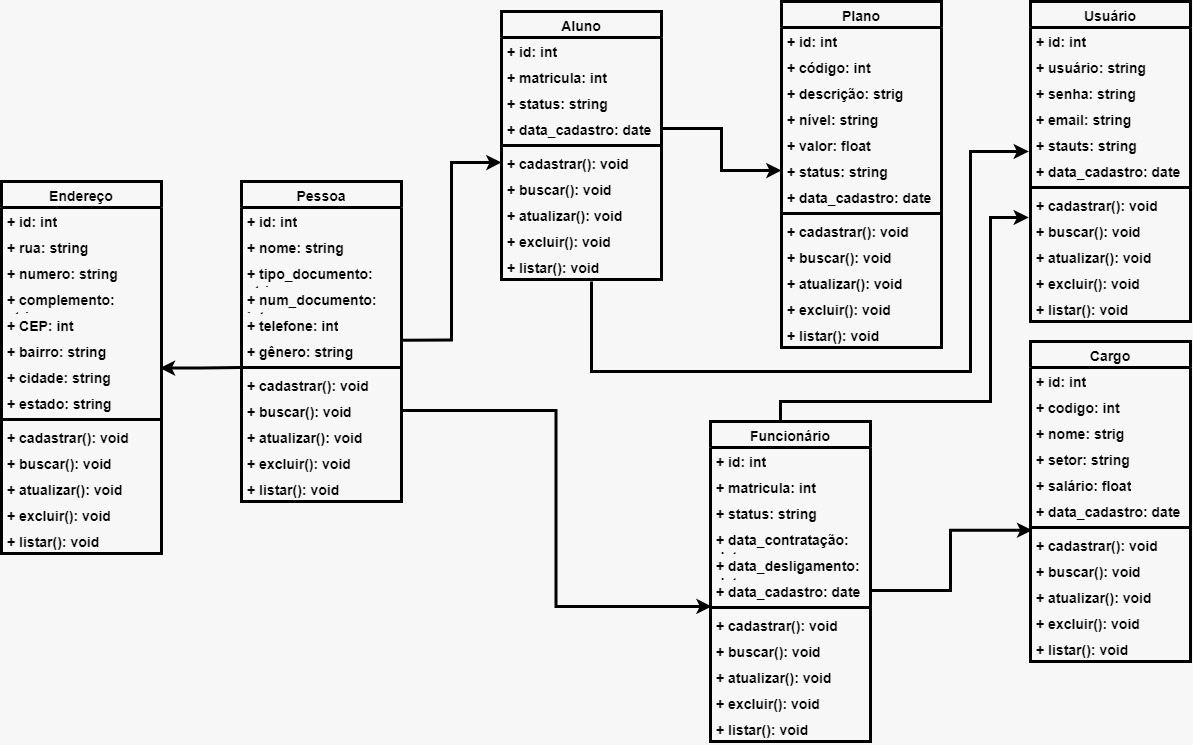 Endereço
+ id: int
+ rua: string
+ numero: string
+ complemento:
+ CEP: int
+ bairro: string
+ cidade: string
+ estado: string
+ cadastrar(): void
+ buscar(): void
+ atualizar(): void
+ excluir(): void
+ listar(): void
Pessoa
+ id: int
+ nome: string
+ tipo_documento:
+ num_documento:
+ telefone: int
+ gênero: string
+ cadastrar(): void
+ buscar(): void
+ atualizar(): void
+ excluir(): void
+ listar(): void
Aluno
+ id: int
+ matricula: int
+ status: string
+ data_cadastro: date
+ cadastrar(): void
+ buscar(): void
+ atualizar(): void
+ excluir(): void
+ listar(): void
Plano
+ id: int
+ código: int
+ descrição: strig
+ nível: string
+ valor: float
+ status: string
+ data_cadastro: date
+ cadastrar(): void
+ buscar(): void
+ atualizar(): void
+ excluir(): void
+ listar(): void
Usuário
+ id: int
+ usuário: string
+ senha: string
+ email: string
+ stauts: string
+ data_cadastro: date
+ cadastrar(): void
+ buscar(): void
+ atualizar(): void
+ excluir(): void
+ listar(): void
Funcionário
+ id: int
+ matricula: int
+ status: string
+ data_contratação:
+ data_desligamento:
+ data_cadastro: date
+ cadastrar(): void
+ buscar(): void
+ atualizar(): void
+ excluir(): void
+ listar(): void
Cargo
+ id: int
+ codigo: int
+ nome: strig
+ setor: string
+ salário: float
+ data_cadastro: date
+ cadastrar(): void
+ buscar(): void
+ atualizar(): void
+ excluir(): void
+ listar(): void